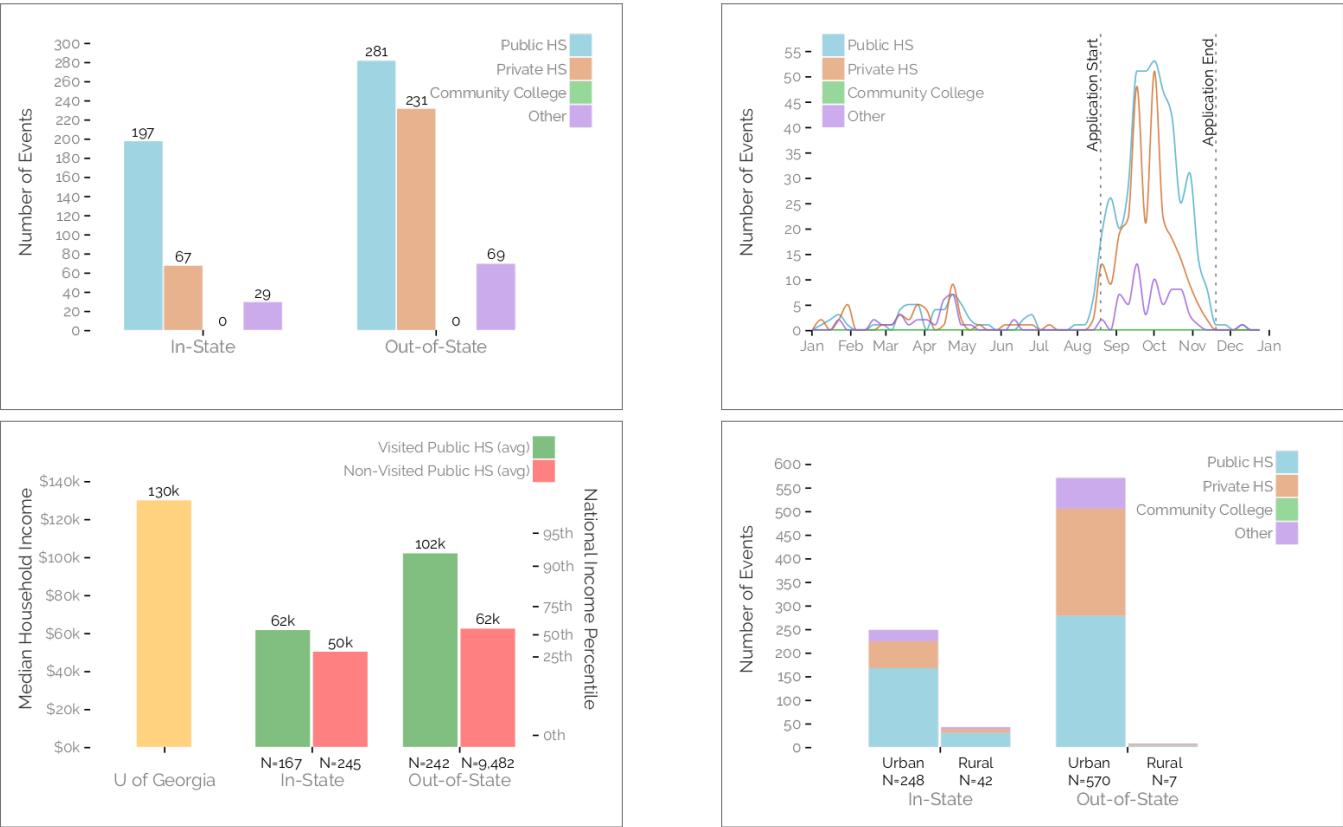 300
280
260
240
220
200
180
160
140
120
100
80
60
40
20
0
Number of Events
Public HS
Private HS
Community College
Other
197
67
0
29
281
231
0
69
In-State
Out-of-State
55
50
45
40
35
30
25
20
15
10
5
0
Number of Events
Public HS
Private HS
Community College
Other
Application Start
Application End
Jan Feb Mar Apr May Jun Jul Aug Sep Oct Nov Dec Jan
Visited Public HS (avg)
Non-Visited Public HS (avg)
$140k
$120k
$100k
$80k
$60k
$40k
$20k
$0k
Median Household Income
130k
62k
50k
102k
62k
95th
90th
75th
50th
25th
0th
National Income Percentile
N=167 N=245 N=242 N=9,482
U of Georgia In-State Out-of-State
600
550
500
450
400
350
300
250
200
150
100
50
0
Number of Events
Public HS
Private HS
Community College
Other
Urban Rural Urban Rural
N=248 N=42 N=570 N=7
In-State Out-of-State